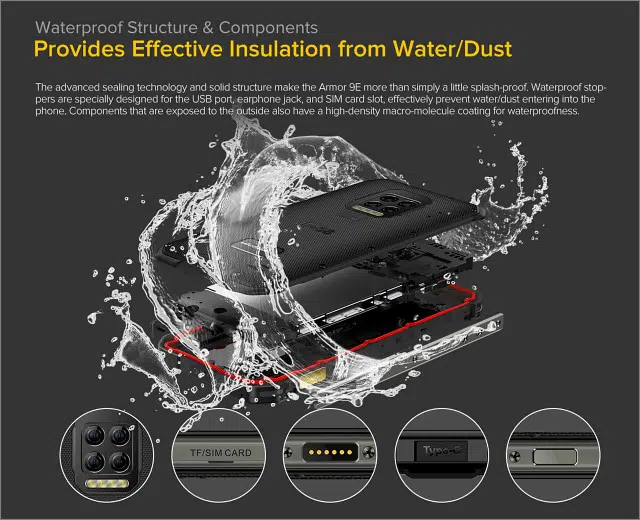 Waterproof Structure & Components
Provides Effective Insulation from Water/Dust
The advanced sealing technology and solid structure make the Armor 9E more than simply a little splash-proof. Waterproof stop-
pers are specially designed for the USB port, earphone jack, and SIM card slot, effectively prevent water/dust entering into the
phone. Components that are exposed to the outside also have a high-density macro-molecule coating for waterproofness.
TF/SIM CARD
Type-C